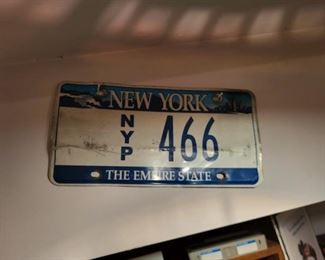 NEW YORK
NYP 466
THE EMPIRE STATE